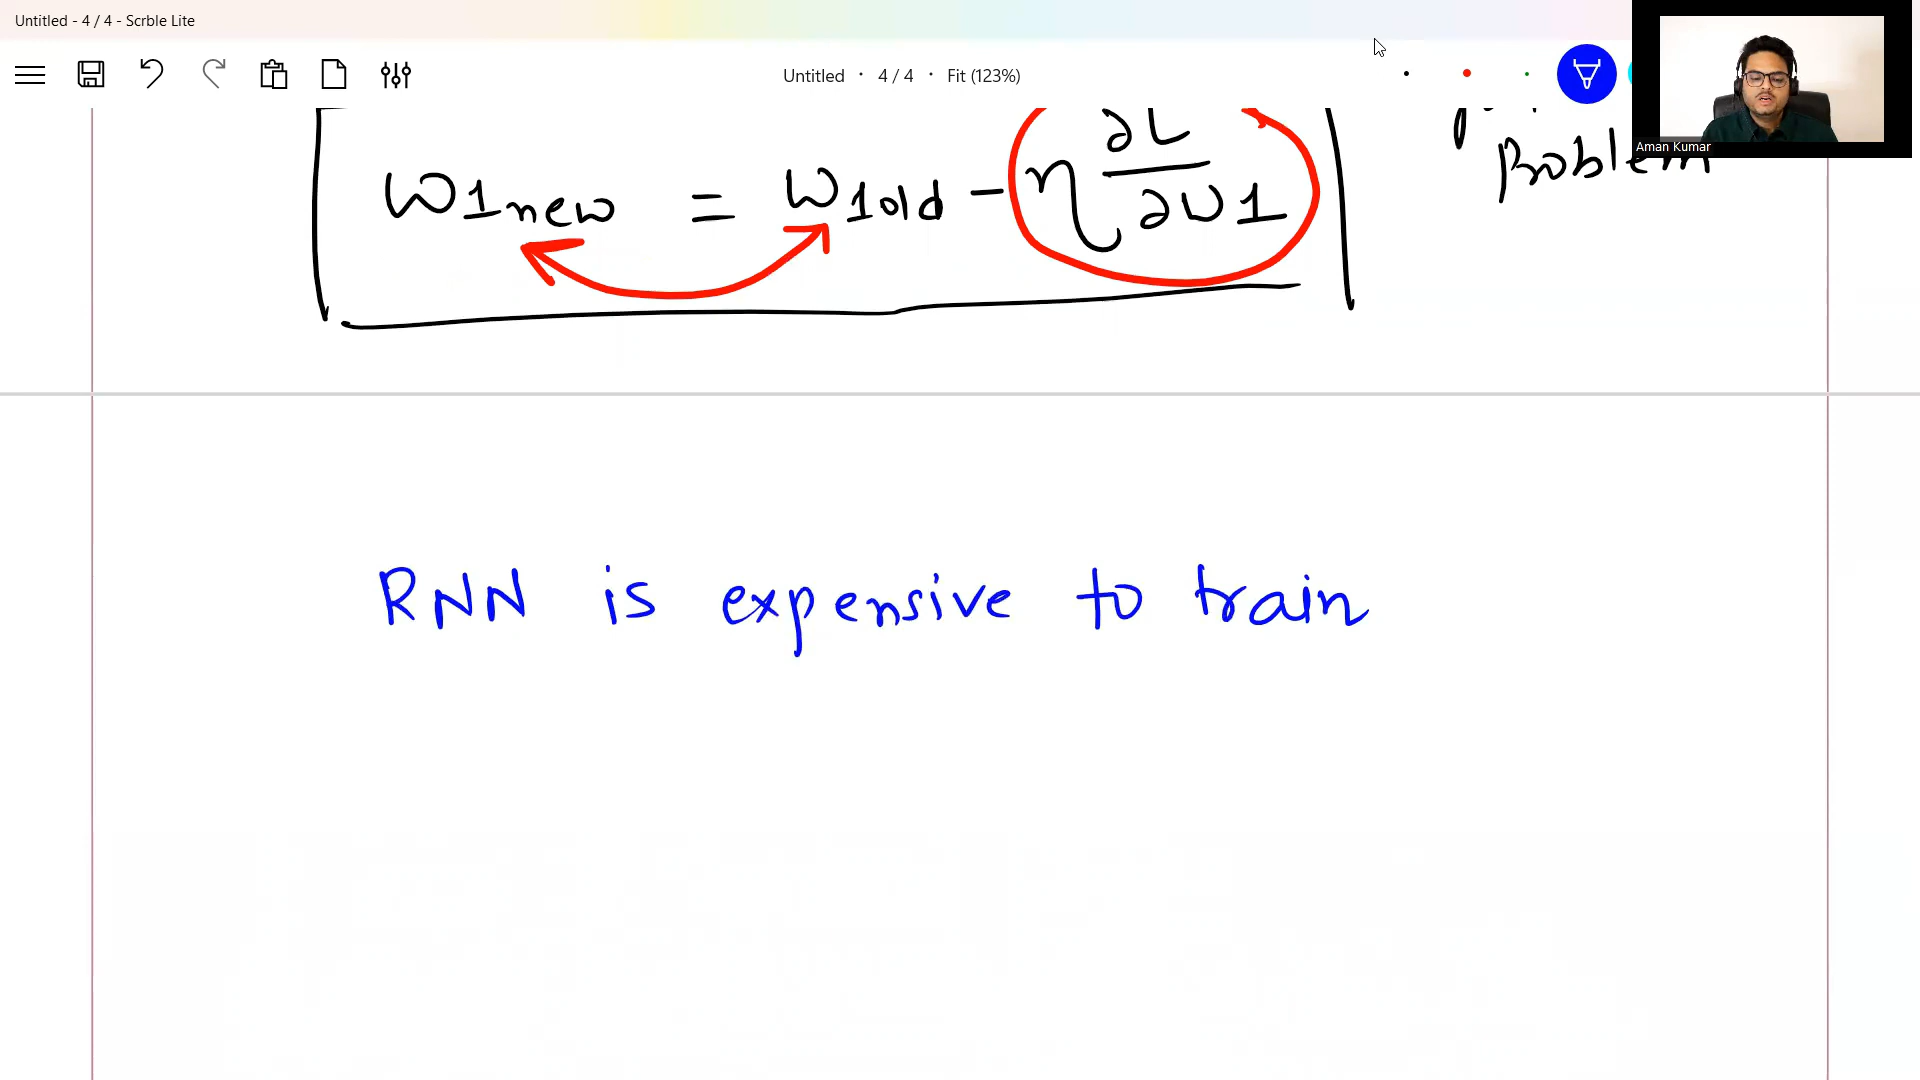 Untitled - 4 / 4 - Scrble Lite
Untitled • 4 / 4 • Fit (123%)
Aman Kumar
Problem
W1new = W1old - η ∂L/∂W1
RNN is expensive to train